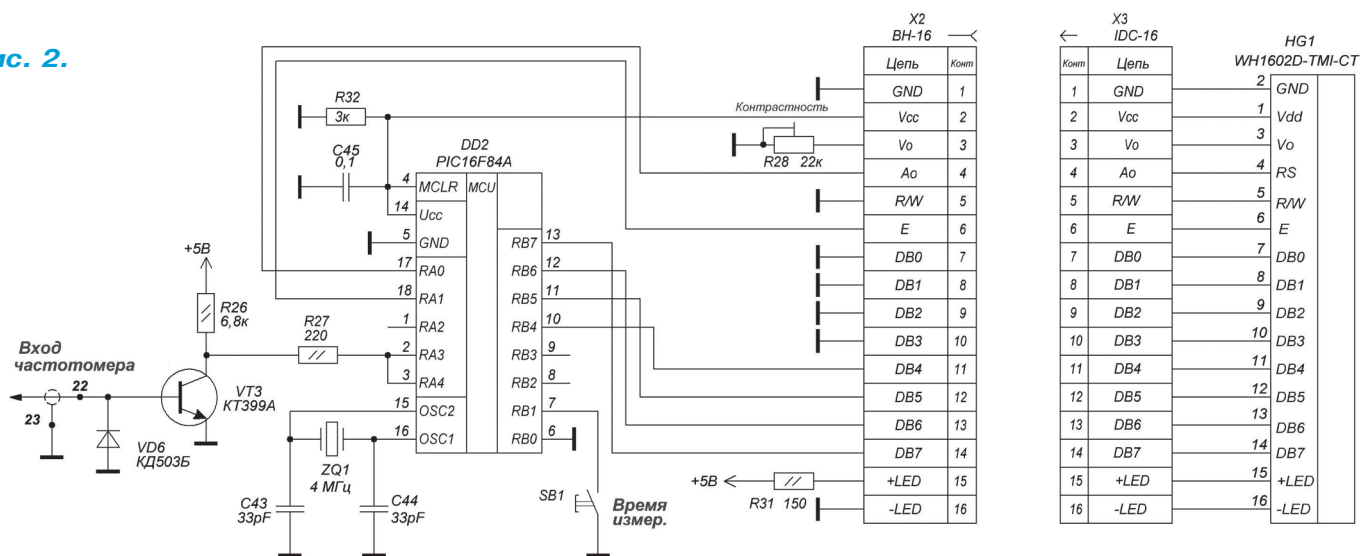 ис. 2.
X2
BH-16
Цепь Конт
GND 1
Vcc 2
Vo 3
Ao 4
R/W 5
E 6
DB0 7
DB1 8
DB2 9
DB3 10
DB4 11
DB5 12
DB6 13
DB7 14
+LED 15
-LED 16
X3
IDC-16
Конт Цепь
1 GND
2 Vcc
3 Vo
4 Ao
5 R/W
6 E
7 DB0
8 DB1
9 DB2
10 DB3
11 DB4
12 DB5
13 DB6
14 DB7
15 +LED
16 -LED
HG1
WH1602D-TMI-CT
2 GND
1 Vdd
3 Vo
4 RS
5 R/W
6 E
7 DB0
8 DB1
9 DB2
10 DB3
11 DB4
12 DB5
13 DB6
14 DB7
15 +LED
16 -LED
R32
3к
C45
0,1
Контрастность
R28 22к
DD2
PIC16F84A
MCU
4 MCLR
14 Ucc
5 GND
17 RA0
18 RA1
1 RA2
2 RA3
3 RA4
15 OSC2
16 OSC1
RB7 13
RB6 12
RB5 11
RB4 10
RB3 9
RB2 8
RB1 7
RB0 6
+5В
R26
6,8к
R27
220
Вход
частотомера
22
23
VT3
КТ399А
VD6
КД503Б
ZQ1
4 МГц
C43
33pF
C44
33pF
SB1
Время
измер.
+5В
R31 150